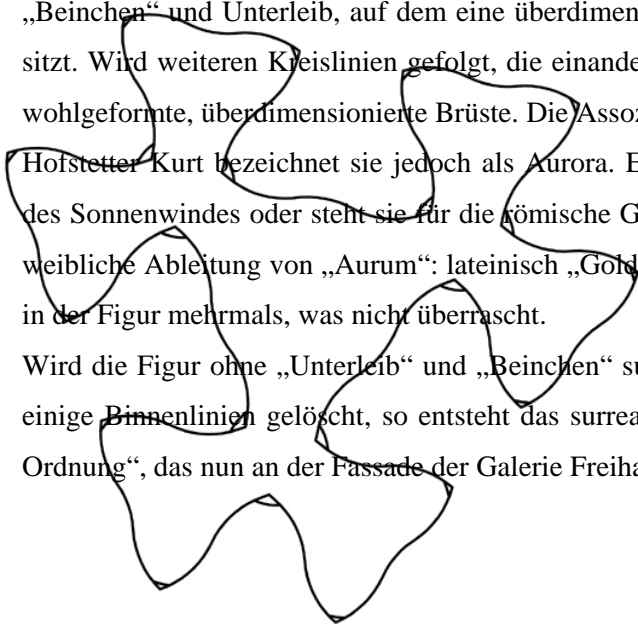 „Beinchen“ und Unterleib, auf dem eine überdimen
sitzt. Wird weiteren Kreislinien gefolgt, die einande
wohlgeformte, überdimensionierte Brüste. Die Assoz
Hofstetter Kurt bezeichnet sie jedoch als Aurora. E
des Sonnenwindes oder steht sie für die römische G
weibliche Ableitung von „Aurum“: lateinisch „Gold
in der Figur mehrmals, was nicht überrascht.
Wird die Figur ohne „Unterleib“ und „Beinchen“ su
einige Binnenlinien gelöscht, so entsteht das surrea
Ordnung“, das nun an der Fassade der Galerie Freiha